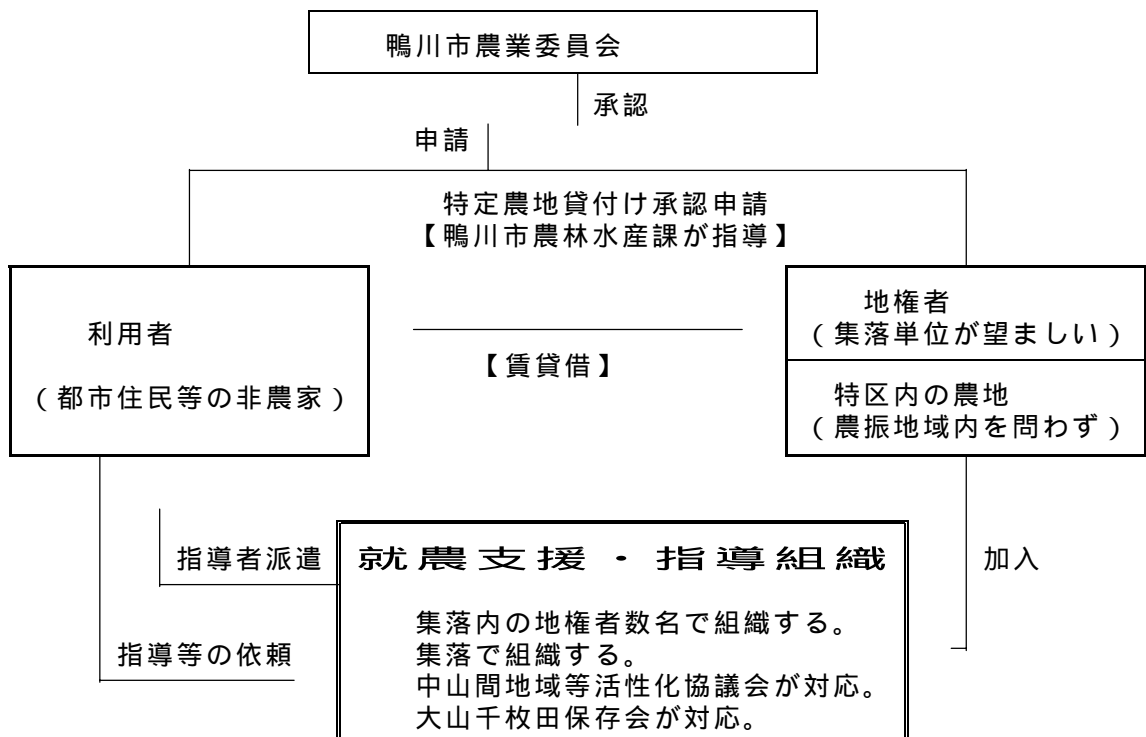 鴨川市農業委員会
承認
申請
特定農地貸付け承認申請
【鴨川市農林水産課が指導】
利用者
(都市住民等の非農家)
【賃貸借】
地権者
(集落単位が望ましい)
特区内の農地
(農振地域内を問わず)
指導者派遣
指導等の依頼
就農支援・指導組織
集落内の地権者数名で組織する。
集落で組織する。
中山間地域等活性化協議会が対応。
大山千枚田保存会が対応。
加入